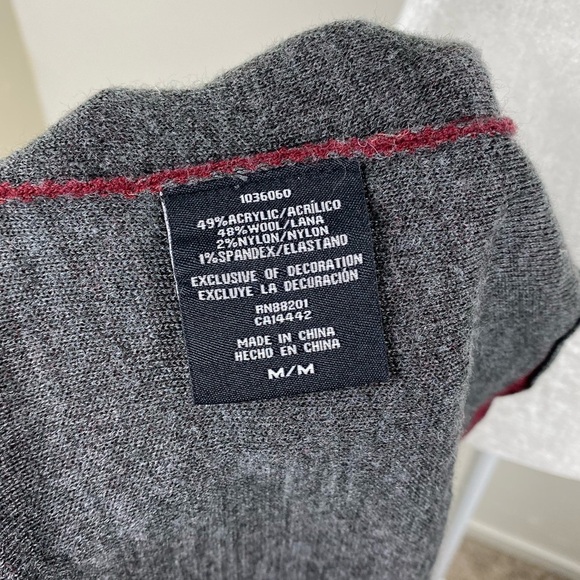 1036060
49%ACRYLIC/ACRÍLICO
48%WOOL/LANA
2%NYLON/NYLON
1%SPANDEX/ELASTANO
EXCLUSIVE OF DECORATION
EXCLUYE LA DECORACIÓN
RN88201
CA14442
MADE IN CHINA
HECHO EN CHINA
M/M